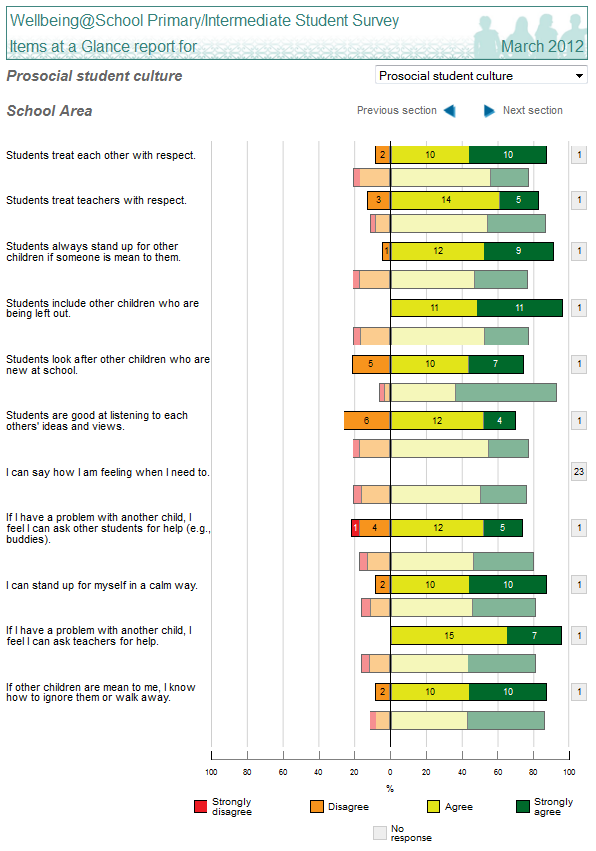 Wellbeing@School Primary/Intermediate Student Survey
Items at a Glance report for March 2012
Prosocial student culture Prosocial student culture
School Area Previous section Next section
Students treat each other with respect. 2 10 10 1
Students treat teachers with respect. 3 14 5 1
Students always stand up for other
children if someone is mean to them. 1 12 9 1
Students include other children who are
being left out. 11 11 1
Students look after other children who are
new at school. 5 10 7 1
Students are good at listening to each
others' ideas and views. 6 12 4 1
I can say how I am feeling when I need to. 23
If I have a problem with another child, I
feel I can ask other students for help (e.g.,
buddies). 1 4 12 5 1
I can stand up for myself in a calm way. 2 10 10 1
If I have a problem with another child, I
feel I can ask teachers for help. 15 7 1
If other children are mean to me, I know
how to ignore them or walk away. 2 10 10 1
100 80 60 40 20 0 20 40 60 80 100
%
Strongly
disagree
Disagree
Agree
Strongly
agree
No
response